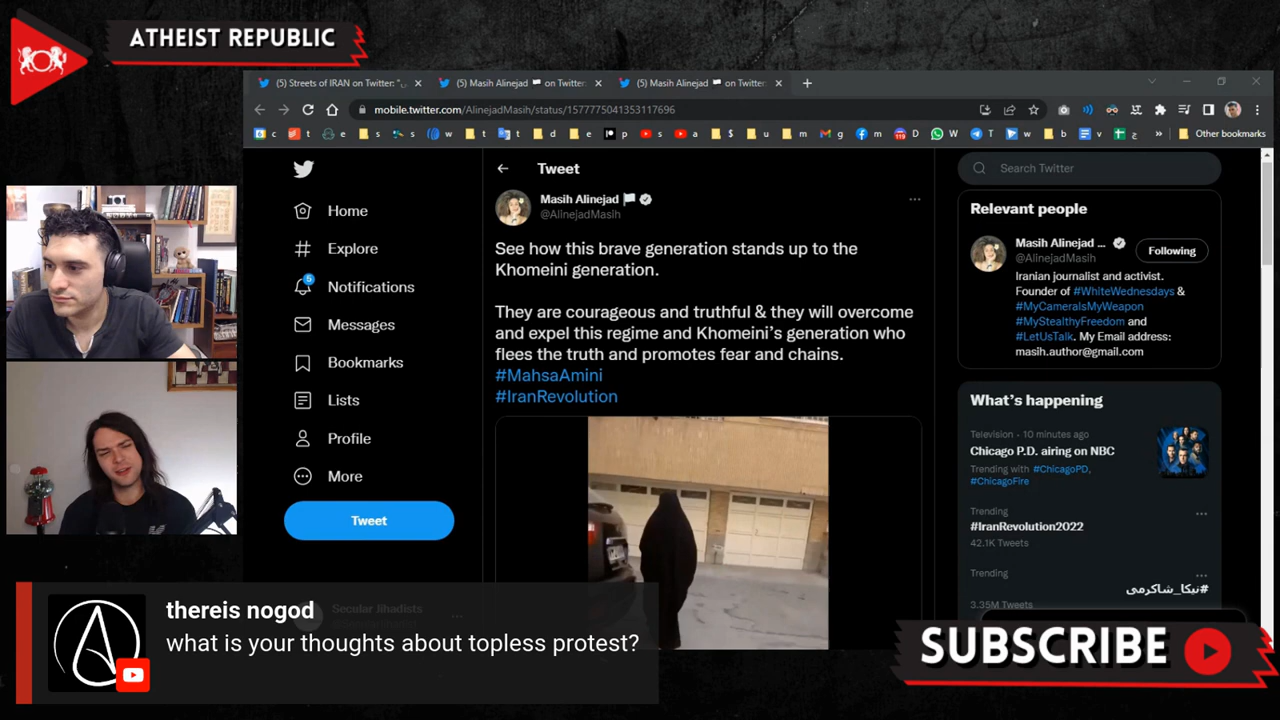 ATHEIST REPUBLIC
(5) Streets of IRAN on Twitter: "
(5) Masih Alinejad 🏳 on Twitter
(5) Masih Alinejad 🏳 on Twitter
mobile.twitter.com/AlinejadMasih/status/1577775041353117696
c t e s s w t t d e p s a $ u m g m D W T w b v ج » Other bookmarks
Home
Explore
5
Notifications
Messages
Bookmarks
Lists
Profile
More
Tweet
Secular Jihadists
Tweet
Masih Alinejad 🏳
@AlinejadMasih
See how this brave generation stands up to the
Khomeini generation.
They are courageous and truthful & they will overcome
and expel this regime and Khomeini's generation who
flees the truth and promotes fear and chains.
#MahsaAmini
#IranRevolution
Search Twitter
Relevant people
Masih Alinejad ...
@AlinejadMasih
Following
Iranian journalist and activist.
Founder of #WhiteWednesdays &
#MyCameraIsMyWeapon
#MyStealthyFreedom and
#LetUsTalk. My Email address:
masih.author@gmail.com
What's happening
Television · 10 minutes ago
Chicago P.D. airing on NBC
Trending with #ChicagoPD,
#ChicagoFire
Trending
#IranRevolution2022
42.1K Tweets
Trending
#نیکا_شاکرمی
3.35M Tweets
thereis nogod
what is your thoughts about topless protest?
SUBSCRIBE